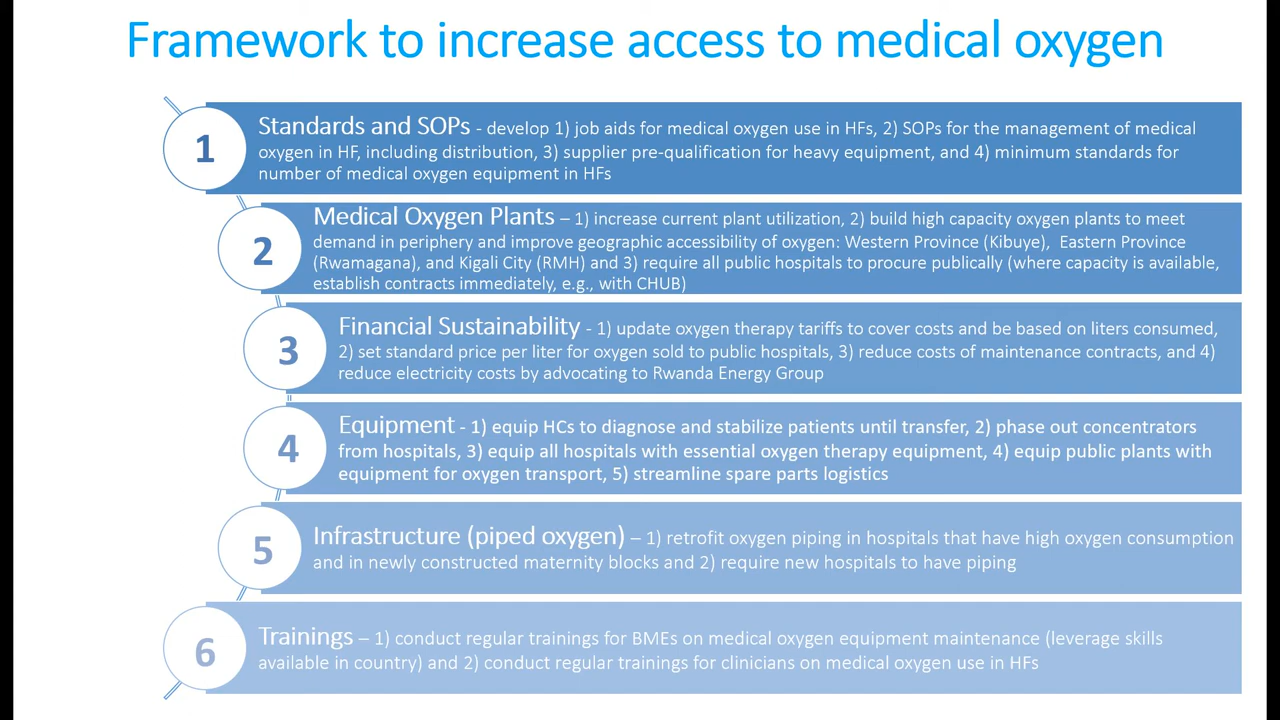 Framework to increase access to medical oxygen
1
Standards and SOPs - develop 1) job aids for medical oxygen use in HFs, 2) SOPs for the management of medical
oxygen in HF, including distribution, 3) supplier pre-qualification for heavy equipment, and 4) minimum standards for
number of medical oxygen equipment in HFs
2
Medical Oxygen Plants – 1) increase current plant utilization, 2) build high capacity oxygen plants to meet
demand in periphery and improve geographic accessibility of oxygen: Western Province (Kibuye), Eastern Province
(Rwamagana), and Kigali City (RMH) and 3) require all public hospitals to procure publically (where capacity is available,
establish contracts immediately, e.g., with CHUB)
3
Financial Sustainability - 1) update oxygen therapy tariffs to cover costs and be based on liters consumed,
2) set standard price per liter for oxygen sold to public hospitals, 3) reduce costs of maintenance contracts, and 4)
reduce electricity costs by advocating to Rwanda Energy Group
4
Equipment - 1) equip HCs to diagnose and stabilize patients until transfer, 2) phase out concentrators
from hospitals, 3) equip all hospitals with essential oxygen therapy equipment, 4) equip public plants with
equipment for oxygen transport, 5) streamline spare parts logistics
5
Infrastructure (piped oxygen) – 1) retrofit oxygen piping in hospitals that have high oxygen consumption
and in newly constructed maternity blocks and 2) require new hospitals to have piping
6
Trainings – 1) conduct regular trainings for BMEs on medical oxygen equipment maintenance (leverage skills
available in country) and 2) conduct regular trainings for clinicians on medical oxygen use in HFs